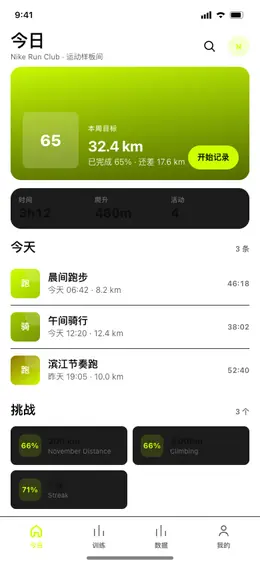 9:41
今日
Nike Run Club · 运动样板间
65
本周目标
32.4 km
已完成 65% · 还差 17.6 km
开始记录
时间
爬升
活动
3h12
480m
4
今天
3 条
跑
晨间跑步
今天 06:42 · 8.2 km
46:18
骑
午间骑行
今天 12:20 · 12.4 km
38:02
跑
滨江节奏跑
昨天 19:05 · 10.0 km
52:40
挑战
3 个
66%
November Distance
66%
Climbing
71%
Streak
训练
数据
我的